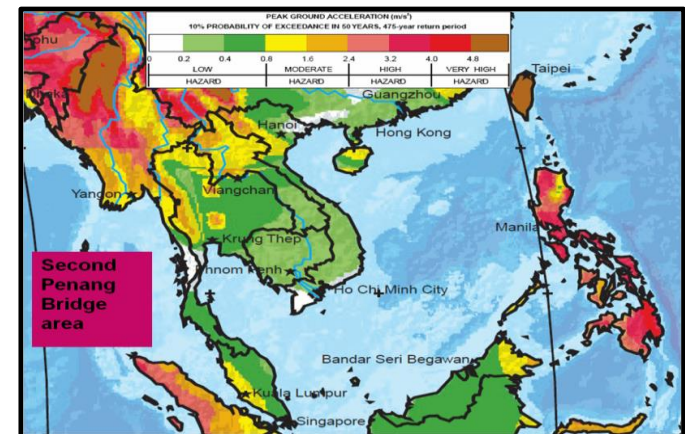 PEAK GROUND ACCELERATION (m/s²)
10% PROBABILITY OF EXCEEDANCE IN 50 YEARS, 475-year return period
0 0.2 0.4 0.8 1.6 2.4 3.2 4.0 4.8
LOW MODERATE HIGH VERY HIGH
HAZARD HAZARD HAZARD HAZARD
Taipei
Guangzhou
Hanoi
Hong Kong
Yangon
Viangchan
Manila
Krung Thep
Second
Penang
Bridge
area
Phnom Penh
Ho Chi Minh City
Bandar Seri Begawan
Kuala Lumpur
Singapore